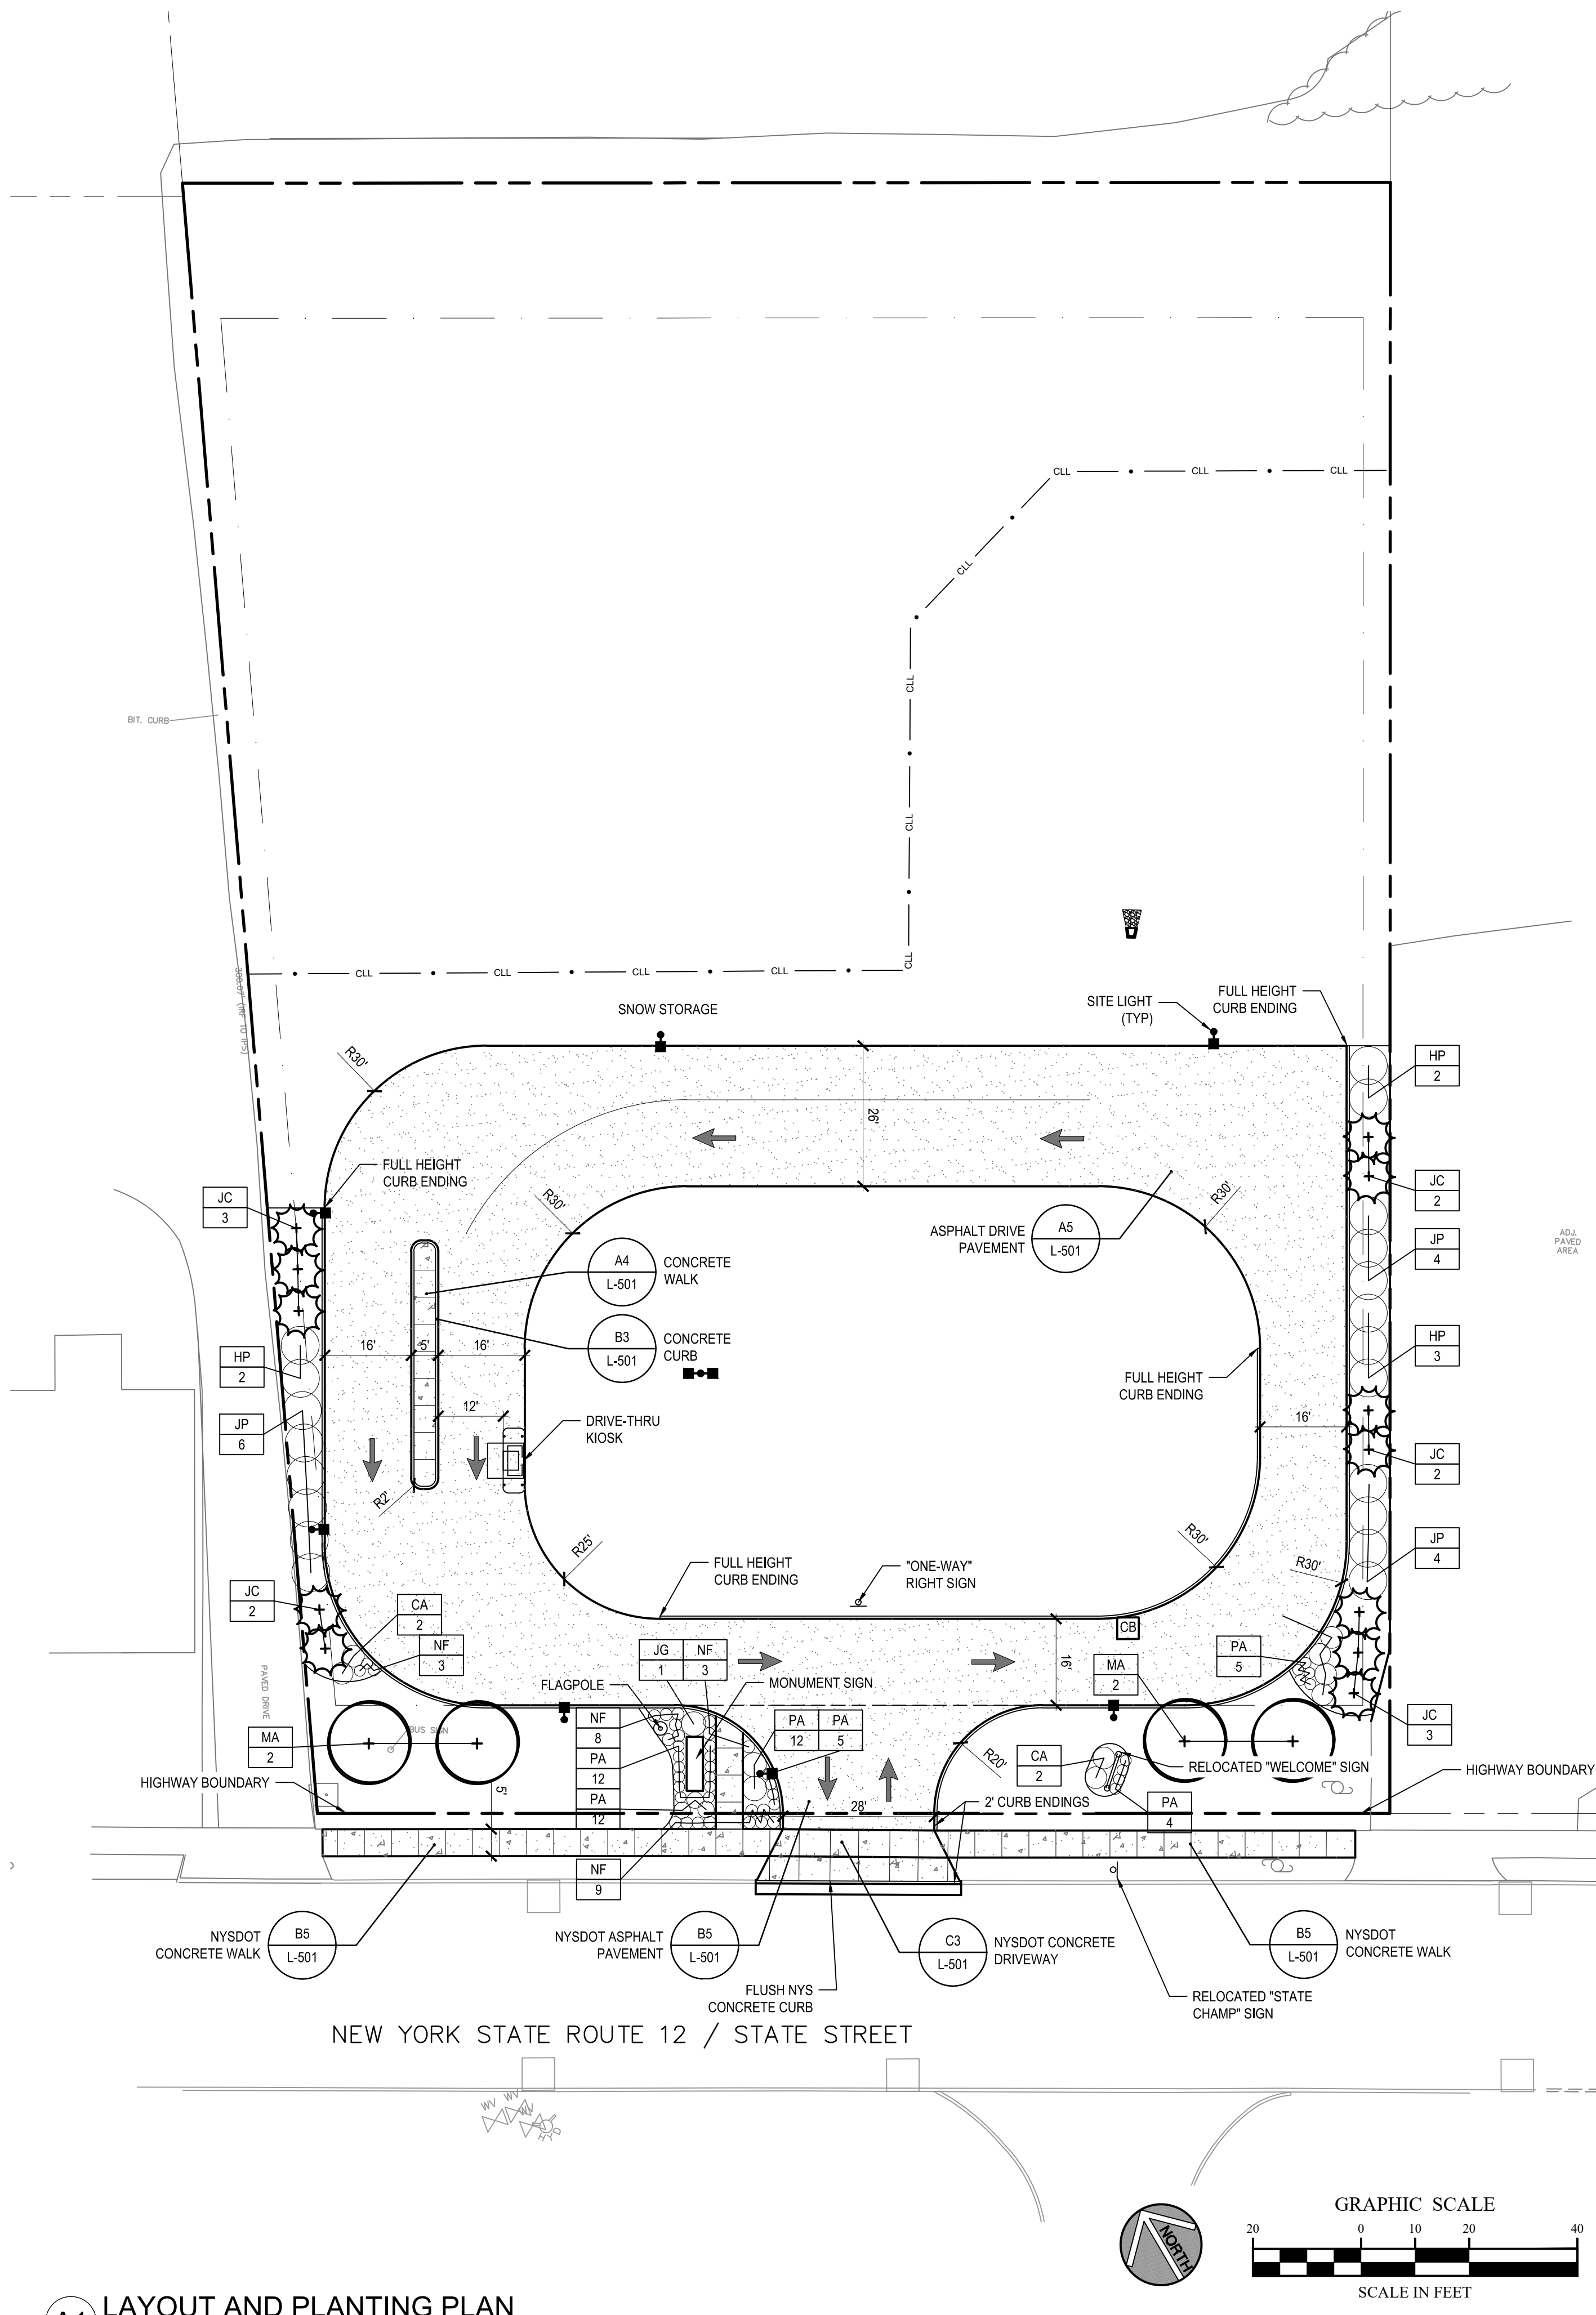 CLL CLL CLL
CLL
CLL
BIT. CURB
CLL
CLL
CLL CLL CLL CLL
SNOW STORAGE
SITE LIGHT
(TYP)
FULL HEIGHT
CURB ENDING
R30'
HP
2
26'
FULL HEIGHT
CURB ENDING
JC
3
JC
2
R30'
R30'
ASPHALT DRIVE
PAVEMENT
A5
L-501
JP
4
ADJ.
PAVED
AREA
A4
L-501
CONCRETE
WALK
B3
L-501
CONCRETE
CURB
16'
5'
16'
HP
2
HP
3
FULL HEIGHT
CURB ENDING
12'
16'
DRIVE-THRU
KIOSK
JP
6
JC
2
R2'
R25'
R30'
JP
4
FULL HEIGHT
CURB ENDING
"ONE-WAY"
RIGHT SIGN
R30'
JC
2
CA
2
NF
3
CB
JG
1
NF
3
16'
PA
5
MA
2
PAVED DRIVE
FLAGPOLE
MONUMENT SIGN
NF
8
PA
12
PA
12
PA
12
PA
5
JC
3
MA
2
BUS SIGN
R20'
CA
2
RELOCATED "WELCOME" SIGN
HIGHWAY BOUNDARY
HIGHWAY BOUNDARY
5'
28'
2' CURB ENDINGS
PA
4
NF
9
NYSDOT
CONCRETE WALK
B5
L-501
NYSDOT ASPHALT
PAVEMENT
B5
L-501
C3
L-501
NYSDOT CONCRETE
DRIVEWAY
B5
L-501
NYSDOT
CONCRETE WALK
FLUSH NYS
CONCRETE CURB
RELOCATED "STATE
CHAMP" SIGN
NEW YORK STATE ROUTE 12 / STATE STREET
WV
WV
WV
HYD
NORTH
GRAPHIC SCALE
20 0 10 20 40
SCALE IN FEET
LAYOUT AND PLANTING PLAN